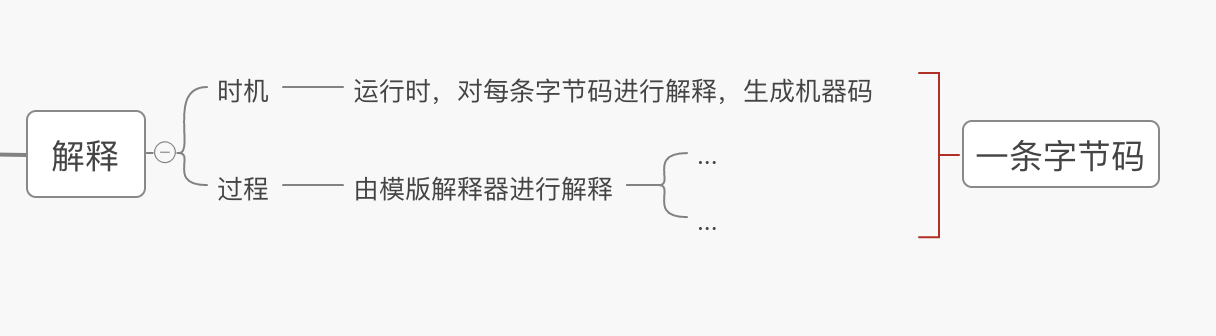 解释
时机
运行时，对每条字节码进行解释，生成机器码
过程
由模版解释器进行解释
...
...
一条字节码